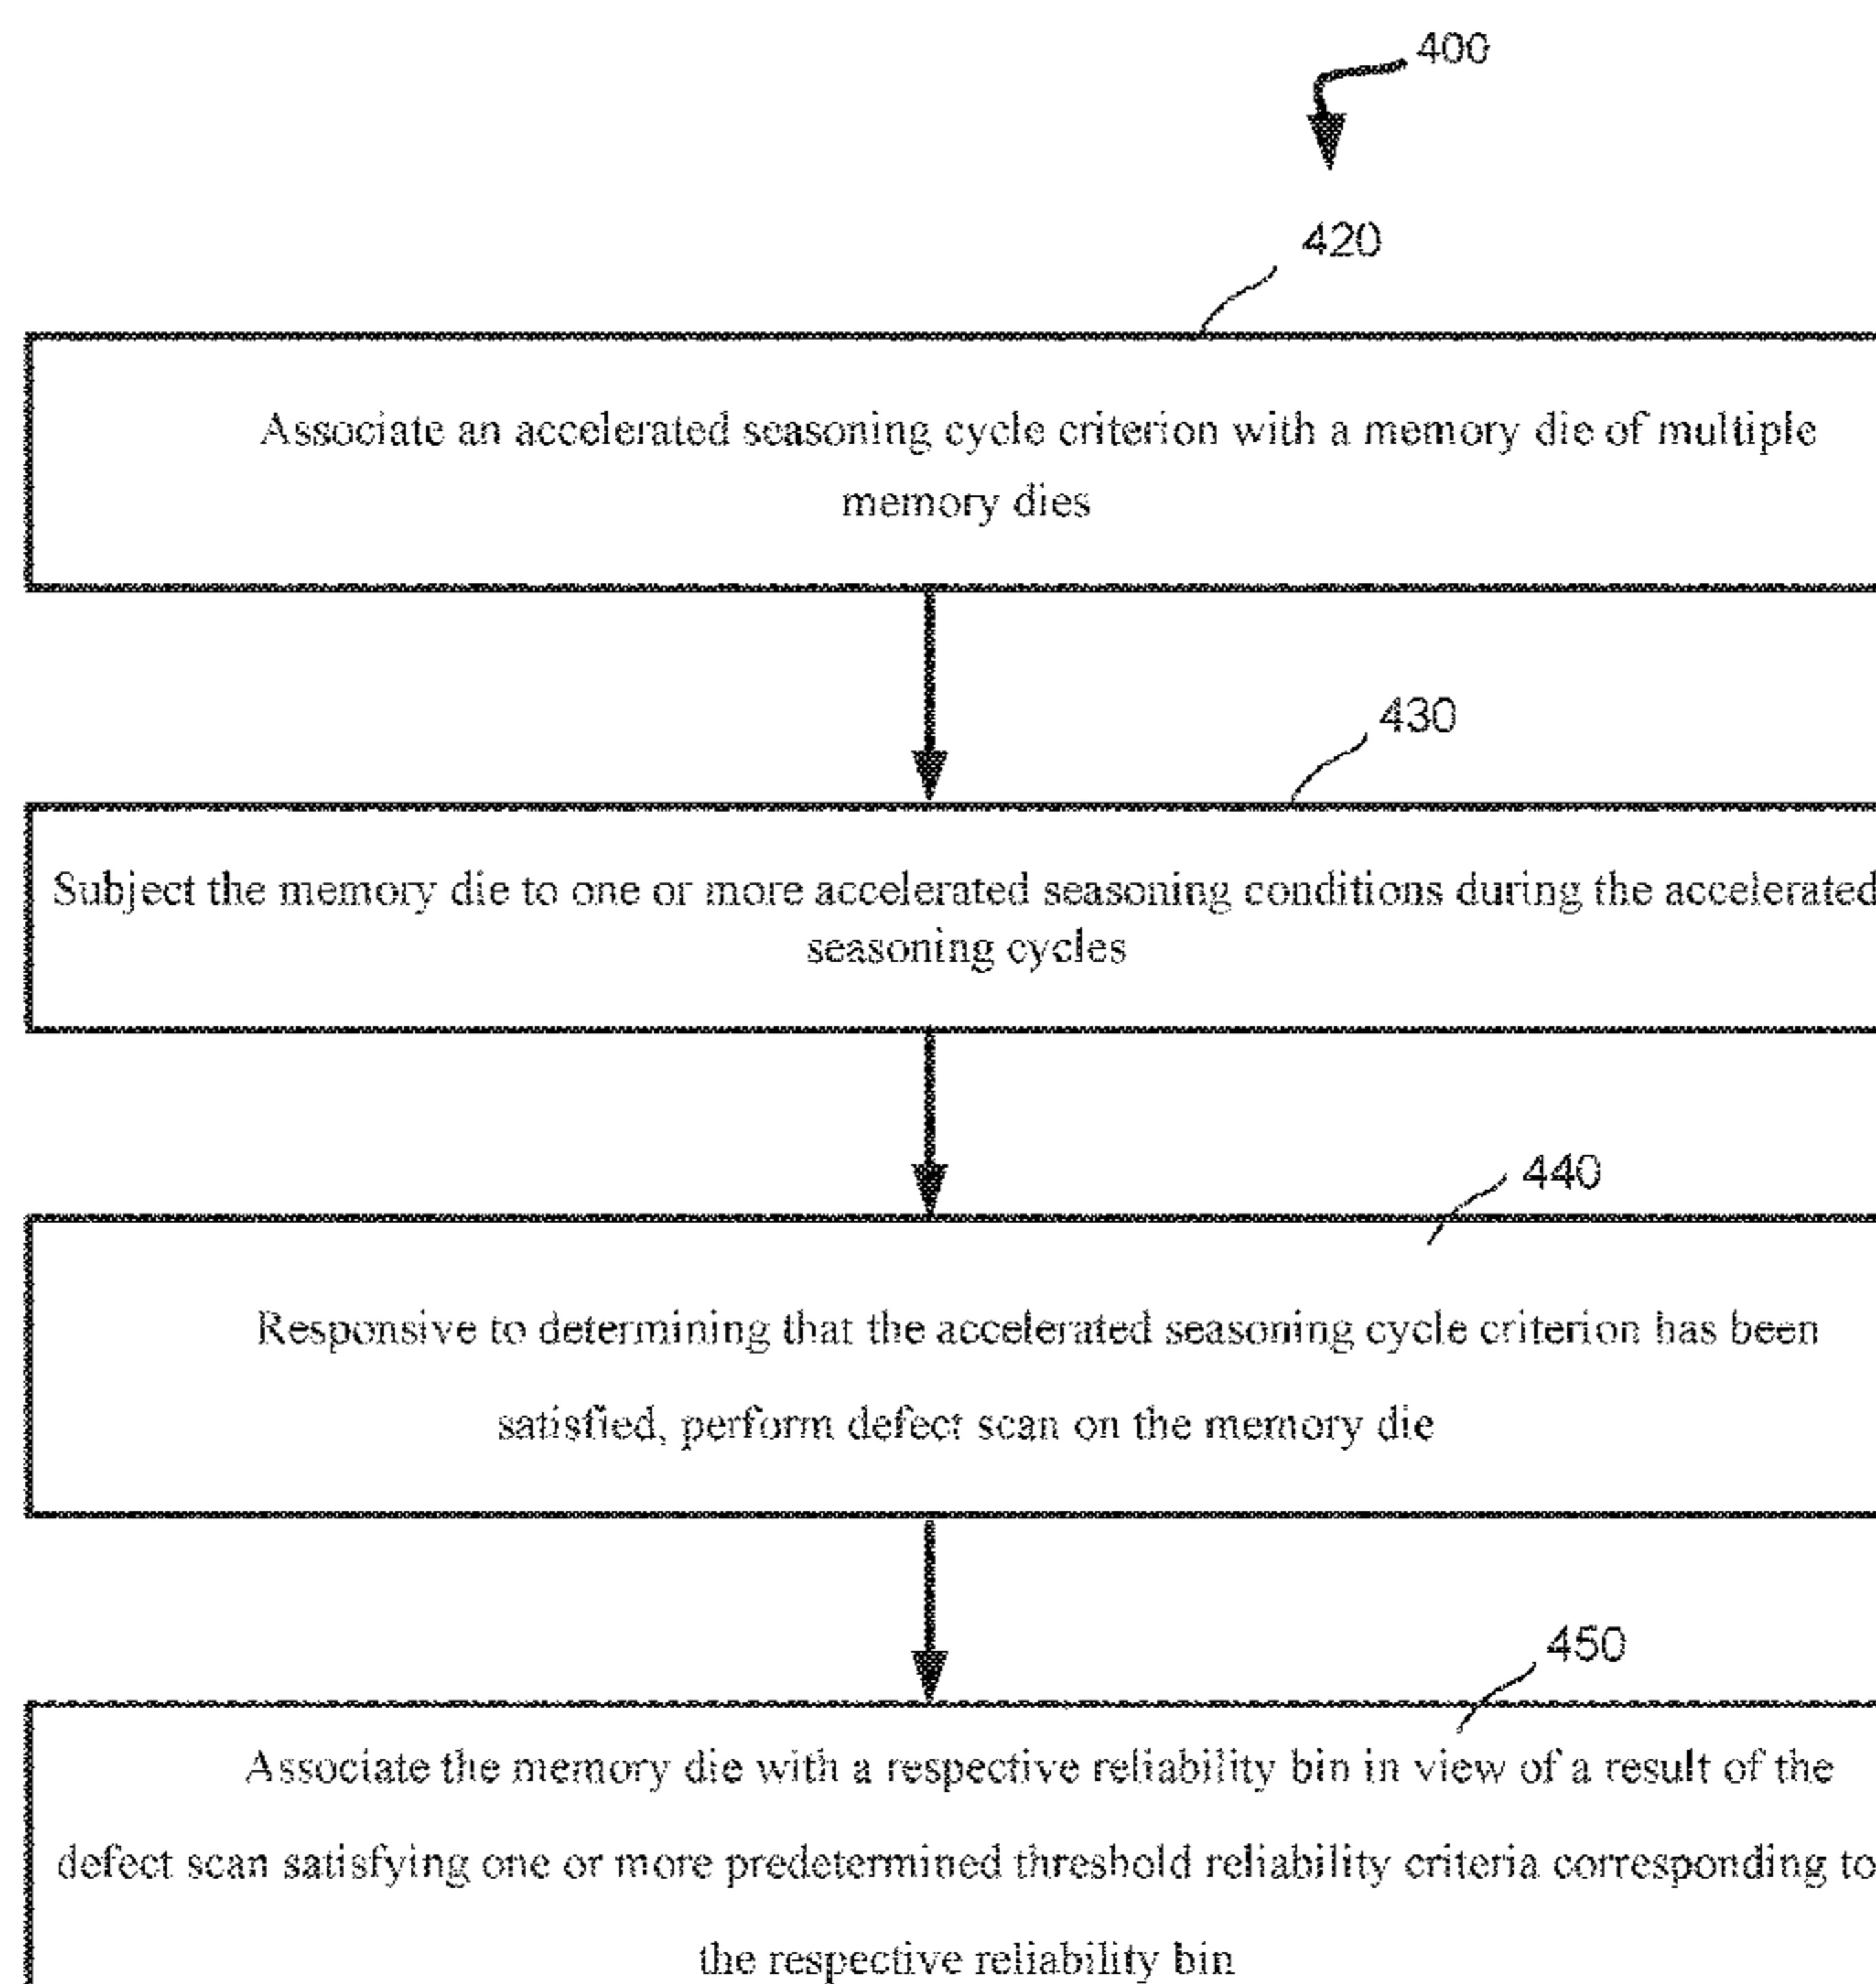 400
420
Associate an accelerated seasoning cycle criterion with a memory die of multiple
memory dies
430
Subject the memory die to one or more accelerated seasoning conditions during the accelerated
seasoning cycles
440
Responsive to determining that the accelerated seasoning cycle criterion has been
satisfied, perform defect scan on the memory die
450
Associate the memory die with a respective reliability bin in view of a result of the
defect scan satisfying one or more predetermined threshold reliability criteria corresponding to
the respective reliability bin